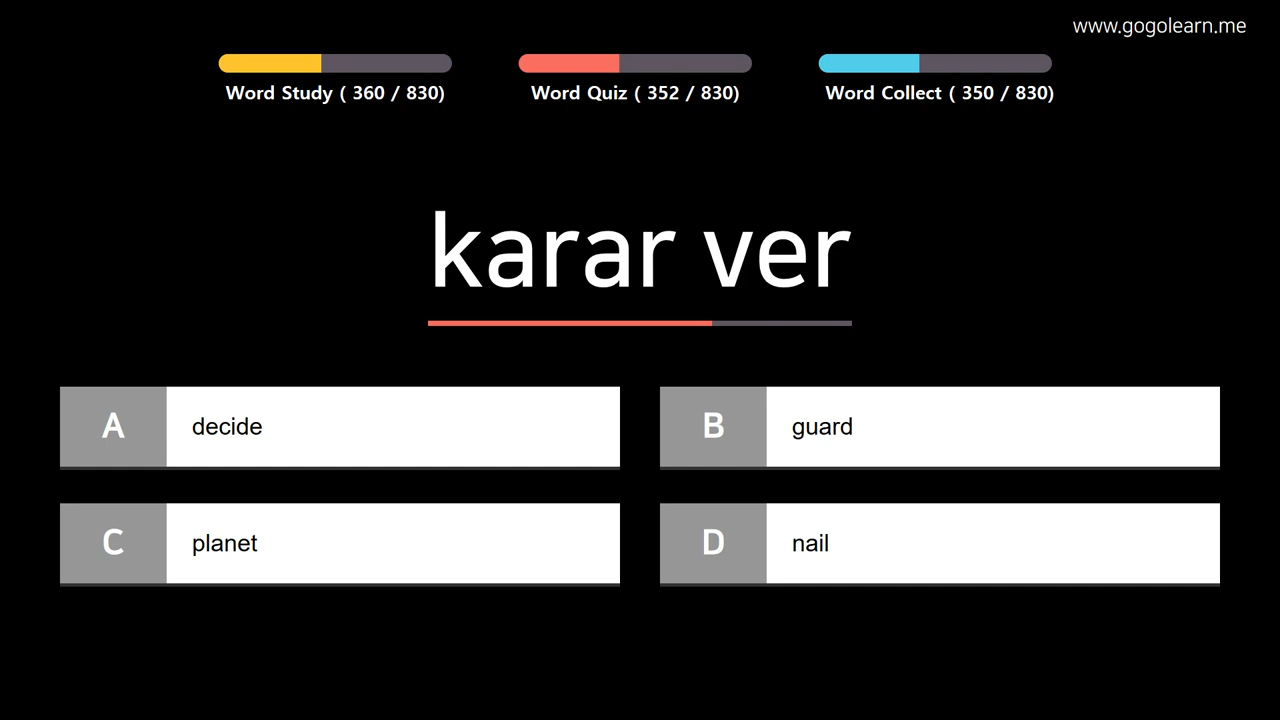 www.gogolearn.me
Word Study ( 360 / 830)
Word Quiz ( 352 / 830)
Word Collect ( 350 / 830)
karar ver
A decide
B guard
C planet
D nail